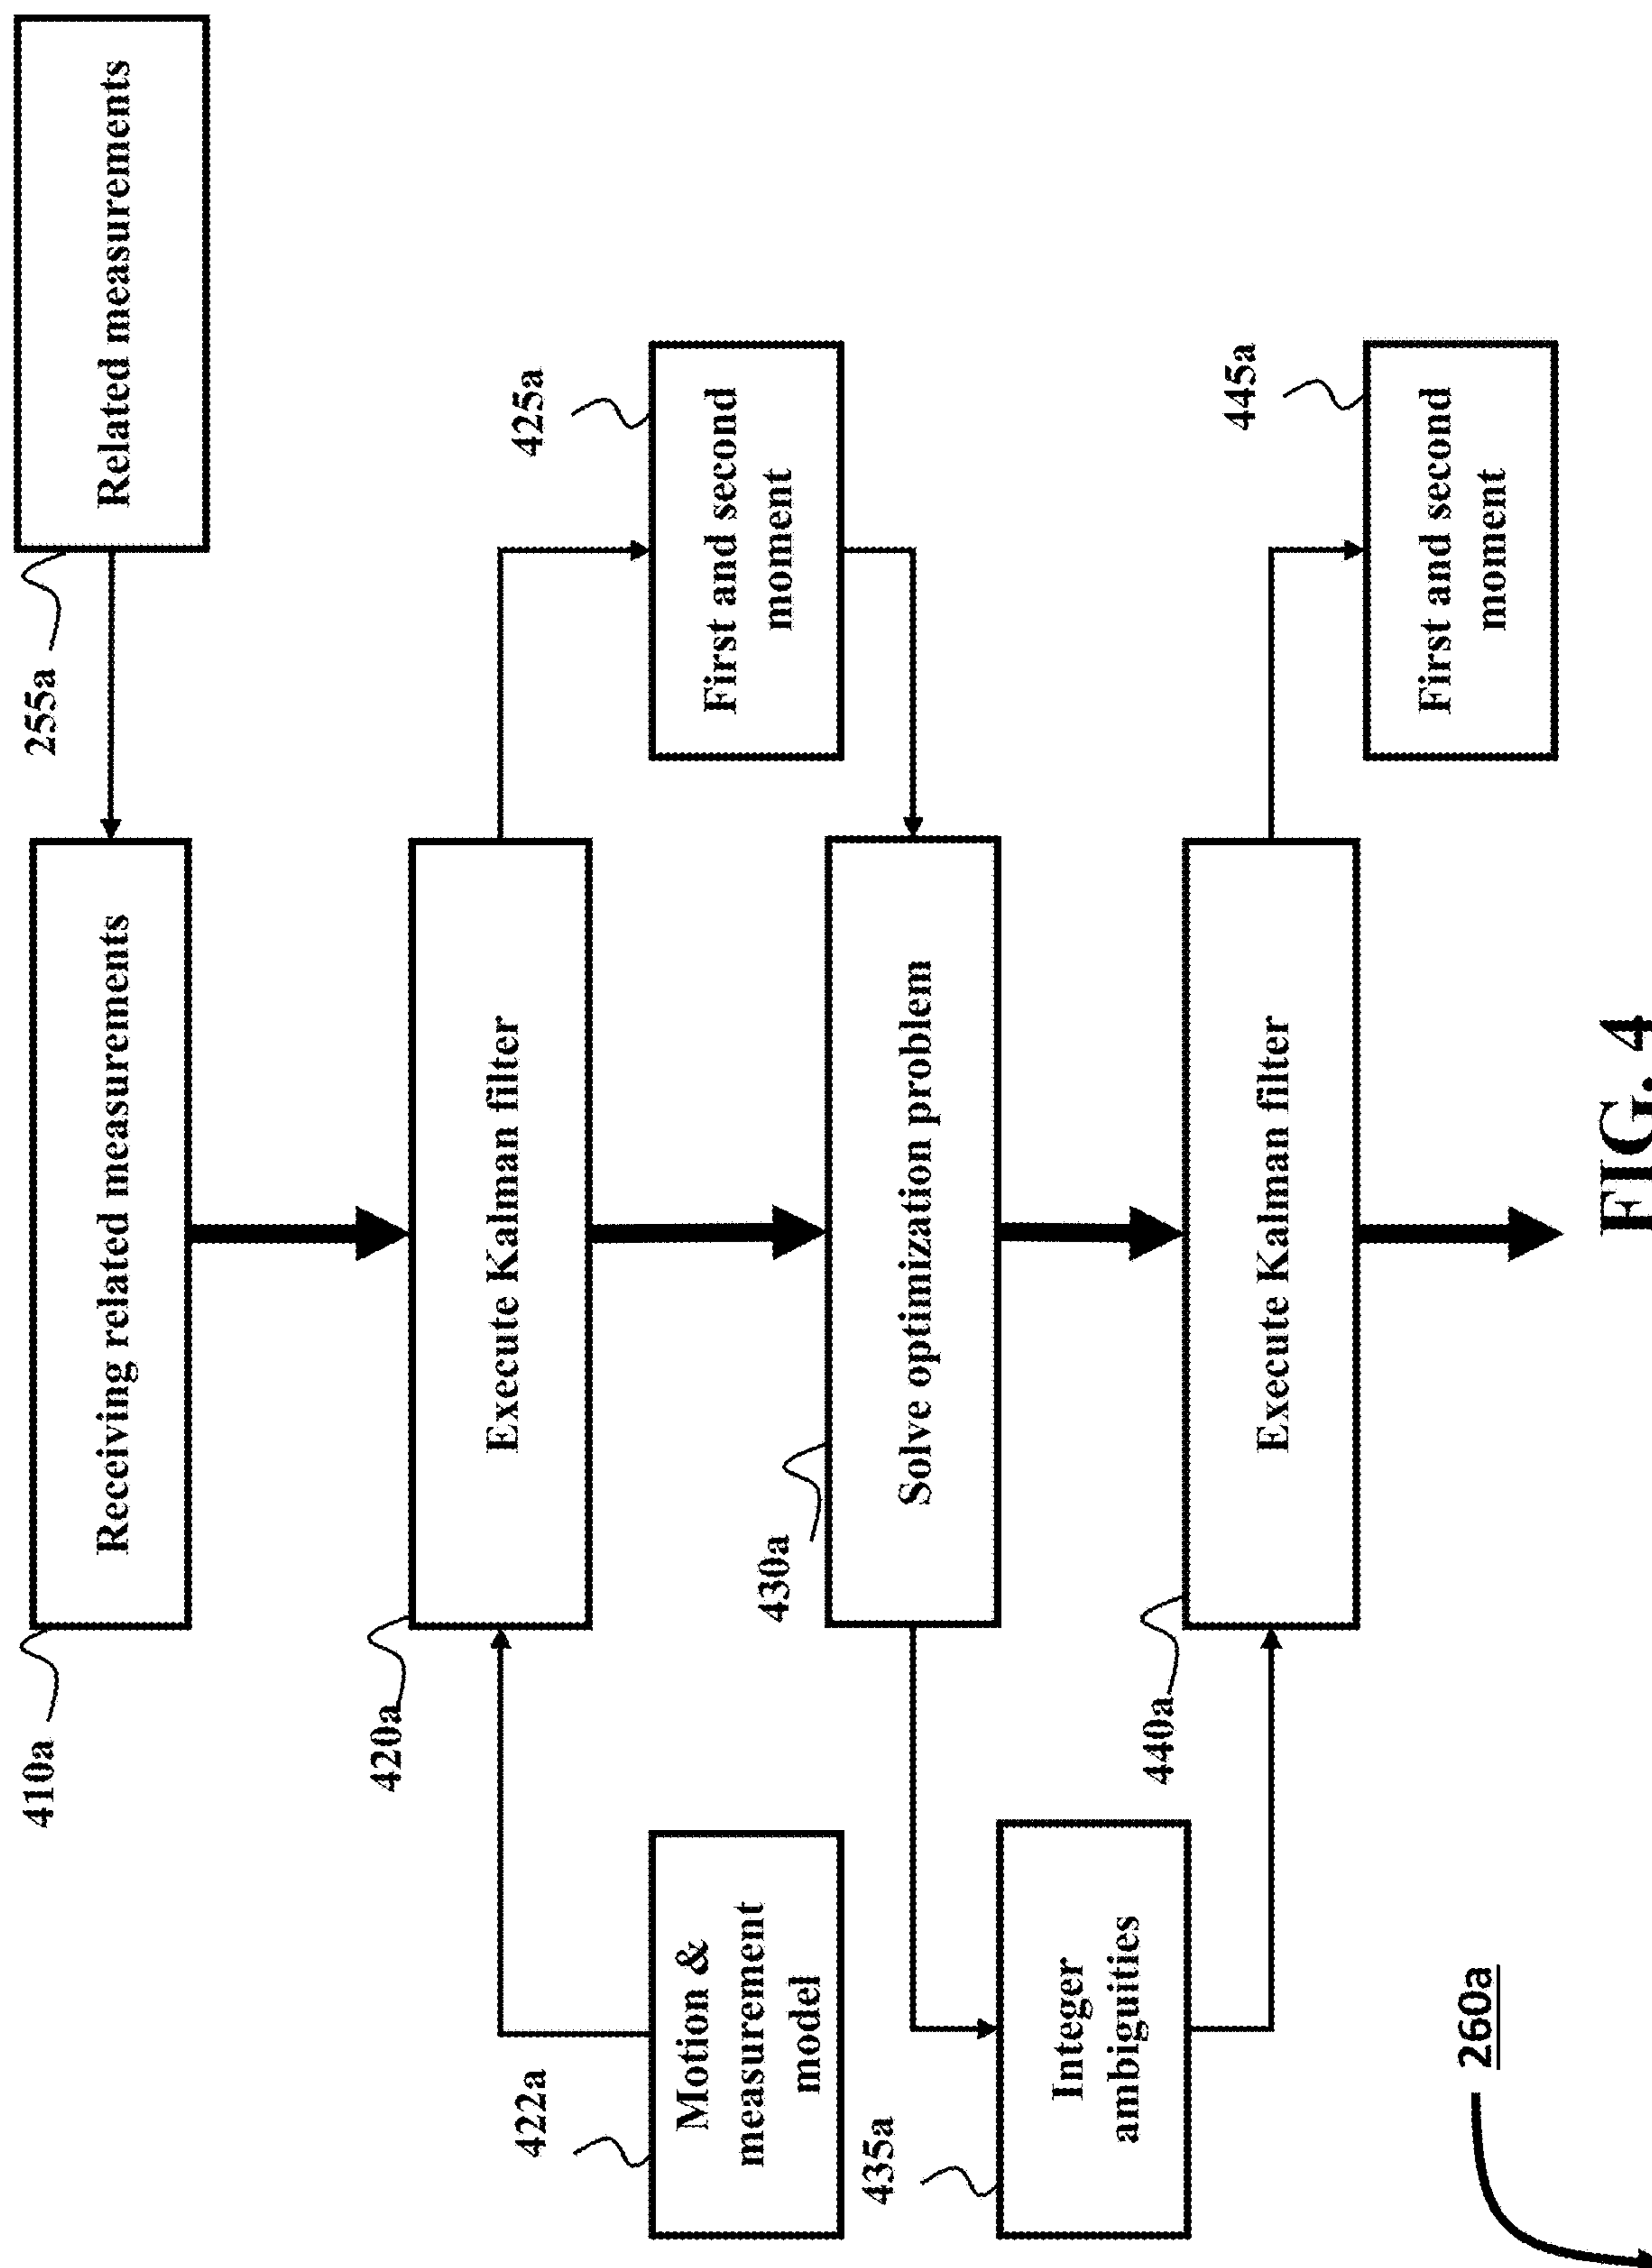 255a
Related measurements
410a
Receiving related measurements
420a
Execute Kalman filter
422a
Motion &
measurement
model
425a
First and second
moment
430a
Solve optimization problem
435a
Integer
ambiguities
440a
Execute Kalman filter
445a
First and second
moment
260a
FIG. 4